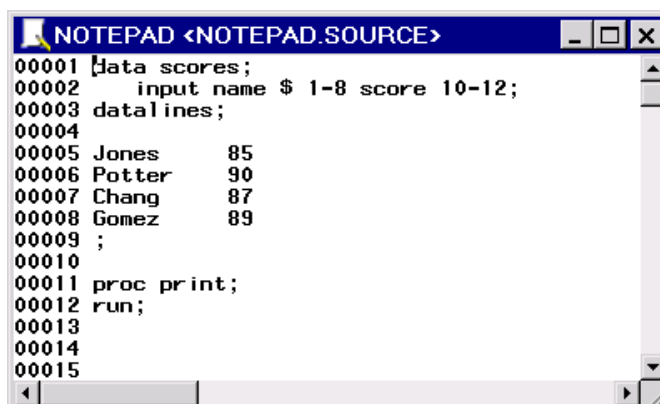 NOTEPAD <NOTEPAD.SOURCE>
00001 data scores;
00002    input name $ 1-8 score 10-12;
00003 datalines;
00004
00005 Jones     85
00006 Potter    90
00007 Chang     87
00008 Gomez     89
00009 ;
00010
00011 proc print;
00012 run;
00013
00014
00015